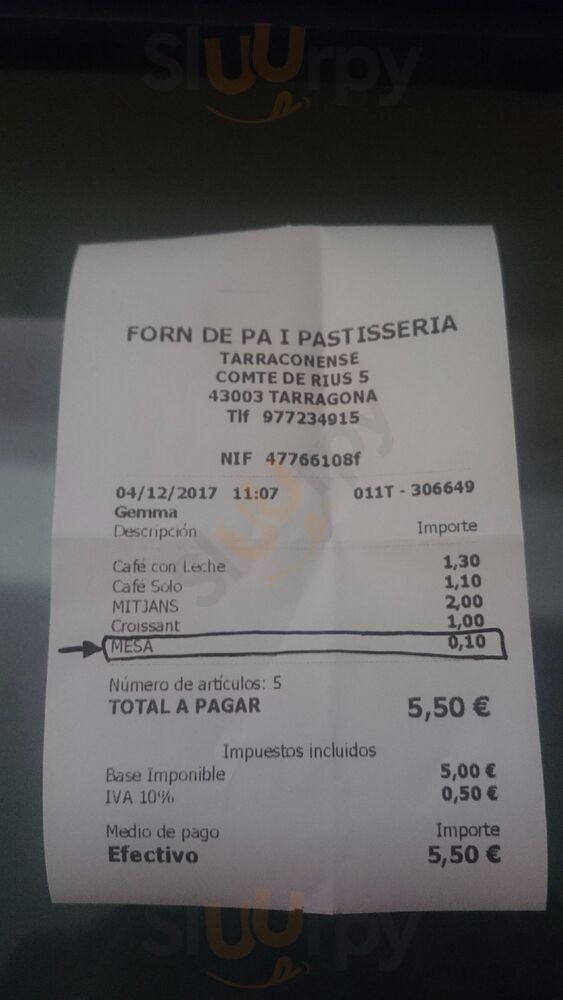 Sluurpy
FORN DE PA I PASTISSERIA
TARRACONENSE
COMTE DE RIUS 5
43003 TARRAGONA
Tlf 977234915
NIF 47766108f
04/12/2017 11:07 011T - 306649
Gemma
Descripción Importe
Café con Leche 1,30
Café Solo 1,10
MITJANS 2,00
Croissant 1,00
MESA 0,10
Número de artículos: 5
TOTAL A PAGAR 5,50 €
Impuestos incluidos
Base Imponible 5,00 €
IVA 10% 0,50 €
Medio de pago Importe
Efectivo 5,50 €
Sluurpy